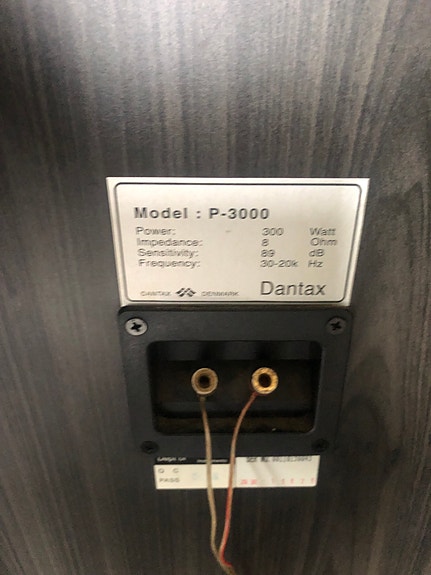 Model : P-3000
Power: 300 Watt
Impedance: 8 Ohm
Sensitivity: 89 dB
Frequency: 30-20k Hz
DANTAX DENMARK Dantax
Q C
PASS